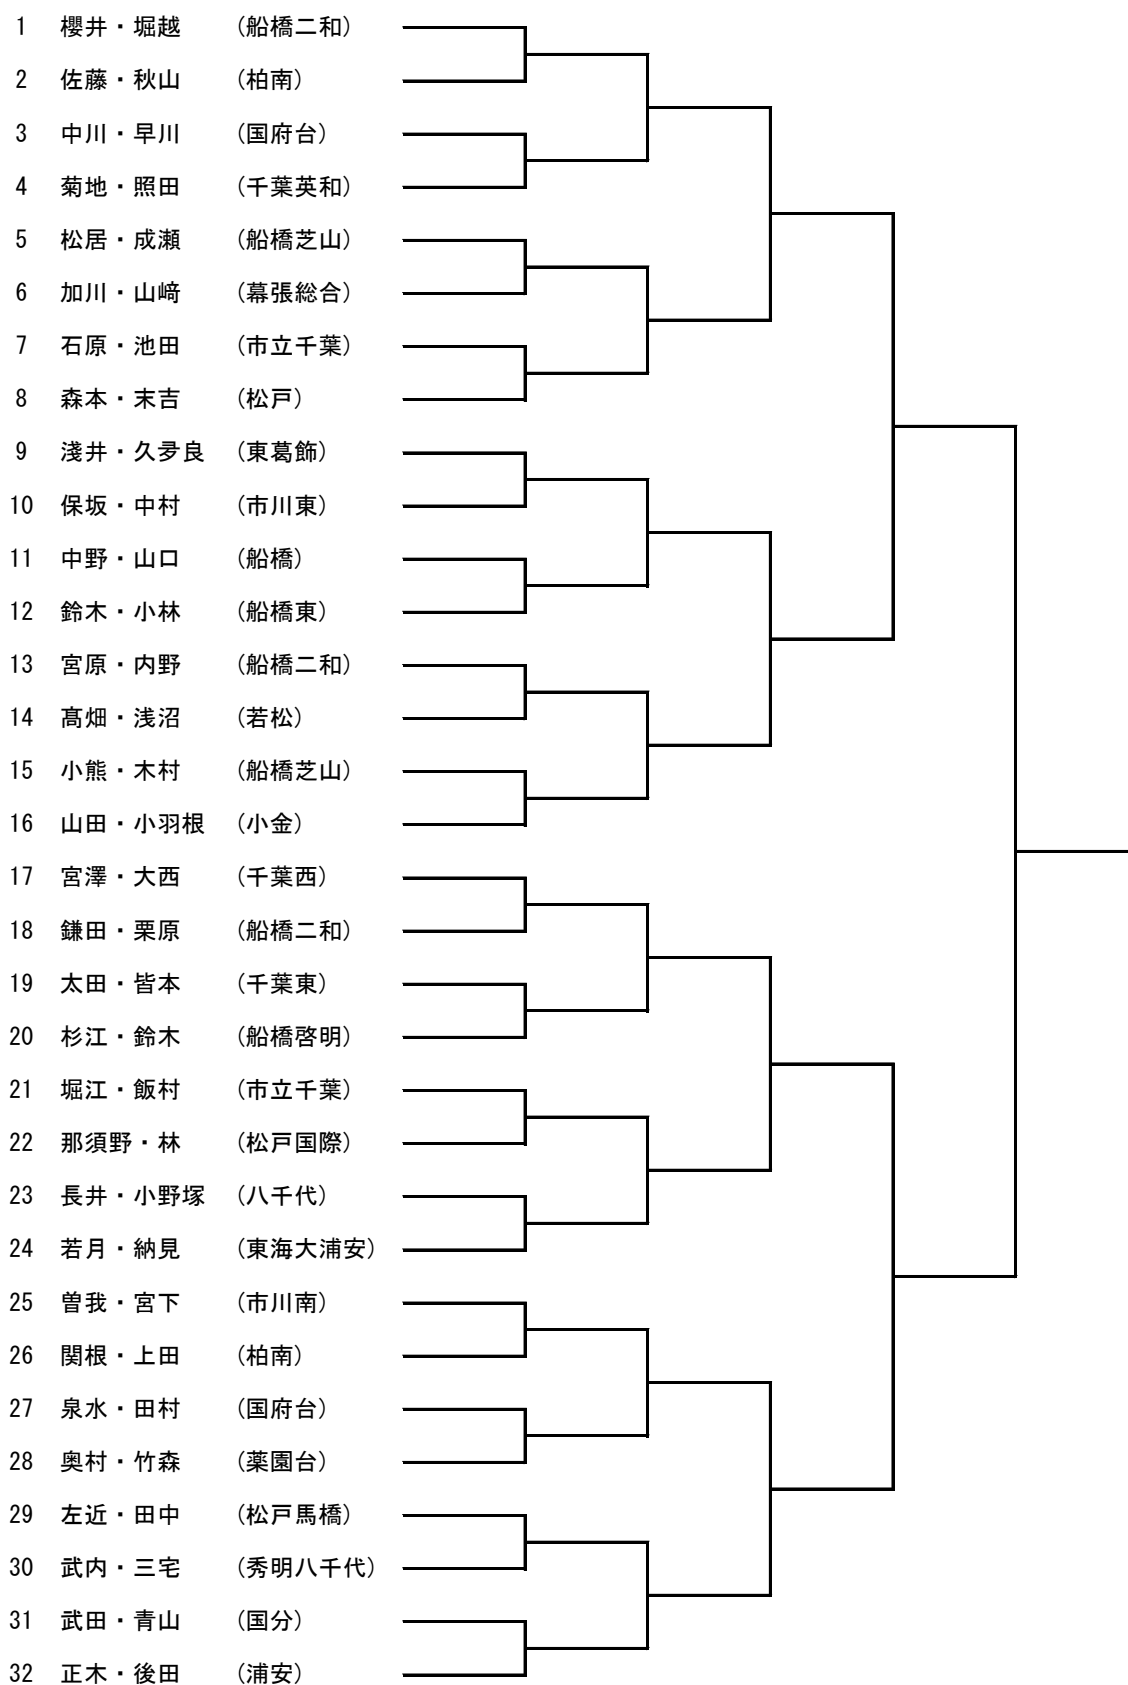 1 櫻井・堀越 (船橋二和)
2 佐藤・秋山 (柏南)
3 中川・早川 (国府台)
4 菊地・照田 (千葉英和)
5 松居・成瀬 (船橋芝山)
6 加川・山﨑 (幕張総合)
7 石原・池田 (市立千葉)
8 森本・末吉 (松戸)
9 淺井・久夛良 (東葛飾)
10 保坂・中村 (市川東)
11 中野・山口 (船橋)
12 鈴木・小林 (船橋東)
13 宮原・内野 (船橋二和)
14 髙畑・浅沼 (若松)
15 小熊・木村 (船橋芝山)
16 山田・小羽根 (小金)
17 宮澤・大西 (千葉西)
18 鎌田・栗原 (船橋二和)
19 太田・皆本 (千葉東)
20 杉江・鈴木 (船橋啓明)
21 堀江・飯村 (市立千葉)
22 那須野・林 (松戸国際)
23 長井・小野塚 (八千代)
24 若月・納見 (東海大浦安)
25 曽我・宮下 (市川南)
26 関根・上田 (柏南)
27 泉水・田村 (国府台)
28 奥村・竹森 (薬園台)
29 左近・田中 (松戸馬橋)
30 武内・三宅 (秀明八千代)
31 武田・青山 (国分)
32 正木・後田 (浦安)